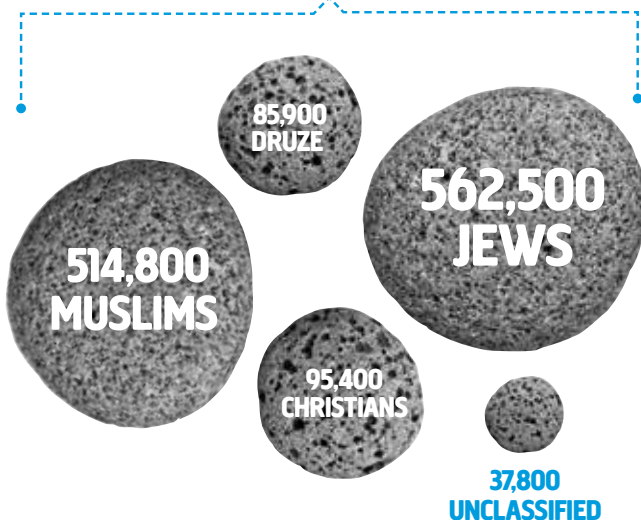 85,900
DRUZE
562,500
JEWS
514,800
MUSLIMS
95,400
CHRISTIANS
37,800
UNCLASSIFIED